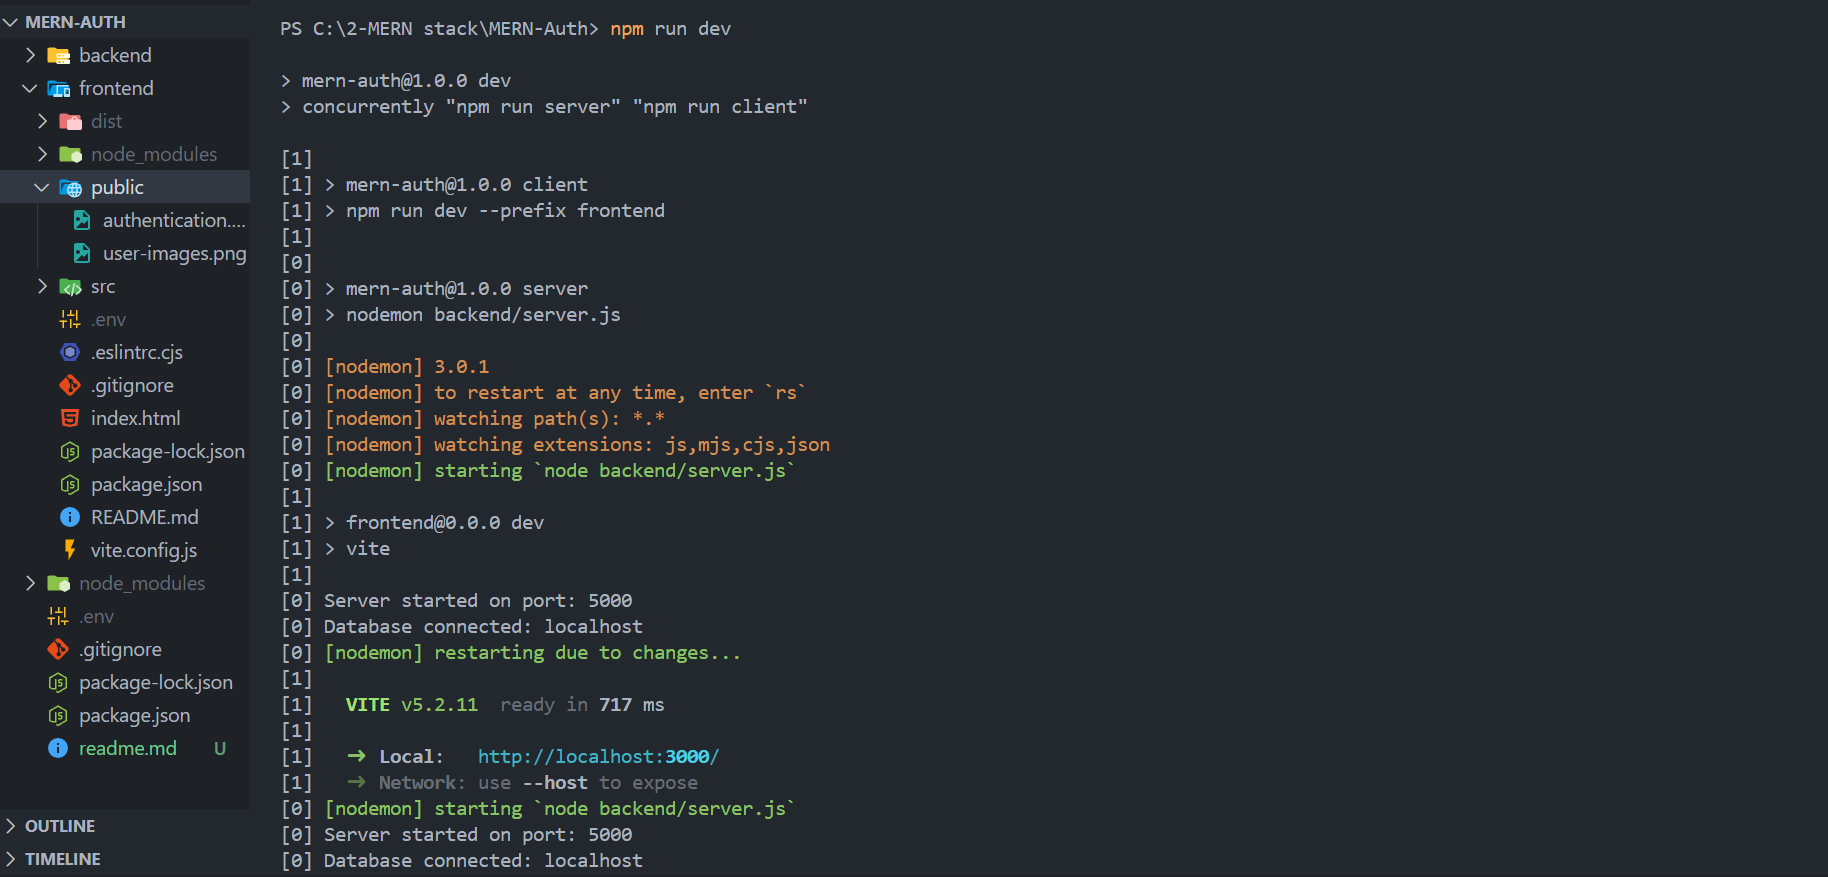 MERN-AUTH
backend
frontend
dist
node_modules
public
authentication....
user-images.png
src
.env
.eslintrc.cjs
.gitignore
index.html
package-lock.json
package.json
README.md
vite.config.js
node_modules
.env
.gitignore
package-lock.json
package.json
readme.md U
OUTLINE
TIMELINE
PS C:\2-MERN stack\MERN-Auth> npm run dev
> mern-auth@1.0.0 dev
> concurrently "npm run server" "npm run client"
[1]
[1] > mern-auth@1.0.0 client
[1] > npm run dev --prefix frontend
[1]
[0]
[0] > mern-auth@1.0.0 server
[0] > nodemon backend/server.js
[0]
[0] [nodemon] 3.0.1
[0] [nodemon] to restart at any time, enter `rs`
[0] [nodemon] watching path(s): *.*
[0] [nodemon] watching extensions: js,mjs,cjs,json
[0] [nodemon] starting `node backend/server.js`
[1]
[1] > frontend@0.0.0 dev
[1] > vite
[1]
[0] Server started on port: 5000
[0] Database connected: localhost
[0] [nodemon] restarting due to changes...
[1]
[1] VITE v5.2.11 ready in 717 ms
[1]
[1] ➜ Local: http://localhost:3000/
[1] ➜ Network: use --host to expose
[0] [nodemon] starting `node backend/server.js`
[0] Server started on port: 5000
[0] Database connected: localhost